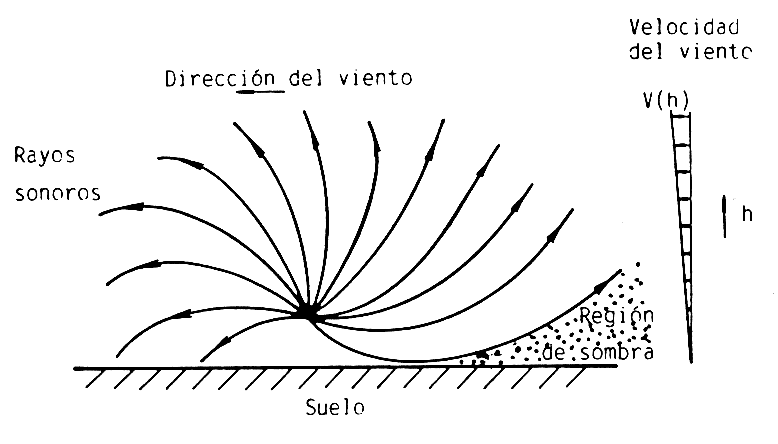 Velocidad
del viento
Dirección del viento
V(h)
Rayos
sonoros
h
Región
de sombra
Suelo